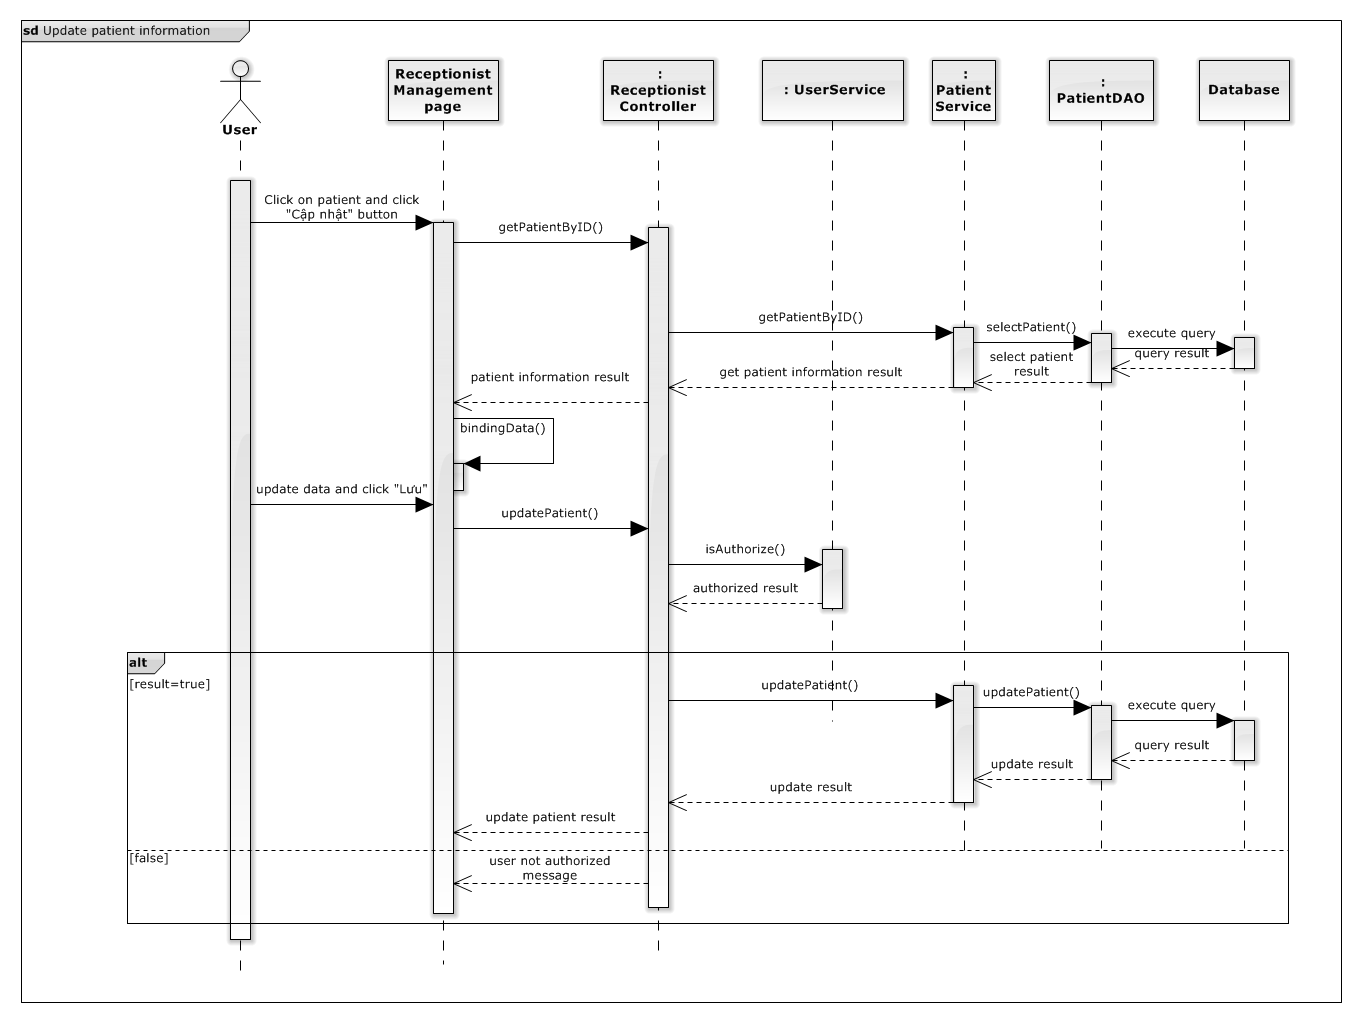 sd Update patient information
User
Receptionist
Management
page
:
Receptionist
Controller
: UserService
:
Patient
Service
:
PatientDAO
Database
Click on patient and click
"Cập nhật" button
getPatientByID()
getPatientByID()
selectPatient()
execute query
query result
select patient
result
get patient information result
patient information result
bindingData()
update data and click "Lưu"
updatePatient()
isAuthorize()
authorized result
alt
[result=true]
updatePatient()
updatePatient()
execute query
query result
update result
update result
update patient result
[false]
user not authorized
message